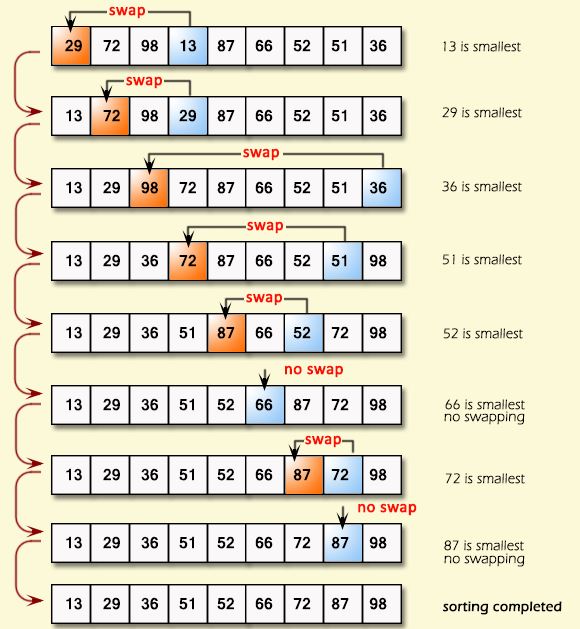 swap
29 72 98 13 87 66 52 51 36 13 is smallest
swap
13 72 98 29 87 66 52 51 36 29 is smallest
swap
13 29 98 72 87 66 52 51 36 36 is smallest
swap
13 29 36 72 87 66 52 51 98 51 is smallest
swap
13 29 36 51 87 66 52 72 98 52 is smallest
no swap
13 29 36 51 52 66 87 72 98 66 is smallest
no swapping
swap
13 29 36 51 52 66 87 72 98 72 is smallest
no swap
13 29 36 51 52 66 72 87 98 87 is smallest
no swapping
13 29 36 51 52 66 72 87 98 sorting completed